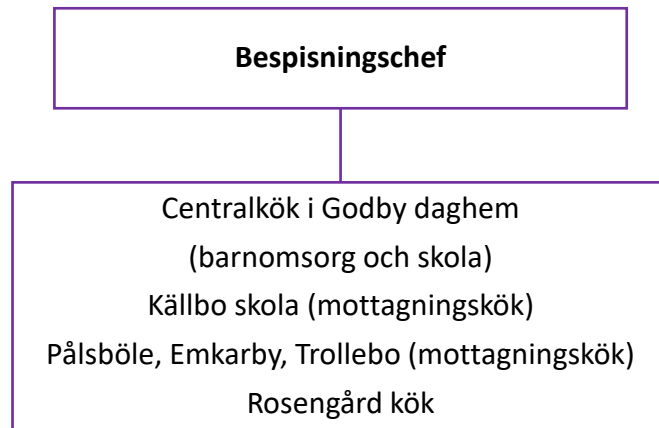 Bespisningschef
Centralkök i Godby daghem
(barnomsorg och skola)
Källbo skola (mottagningskök)
Pålsböle, Emkarby, Trollebo (mottagningskök)
Rosengård kök